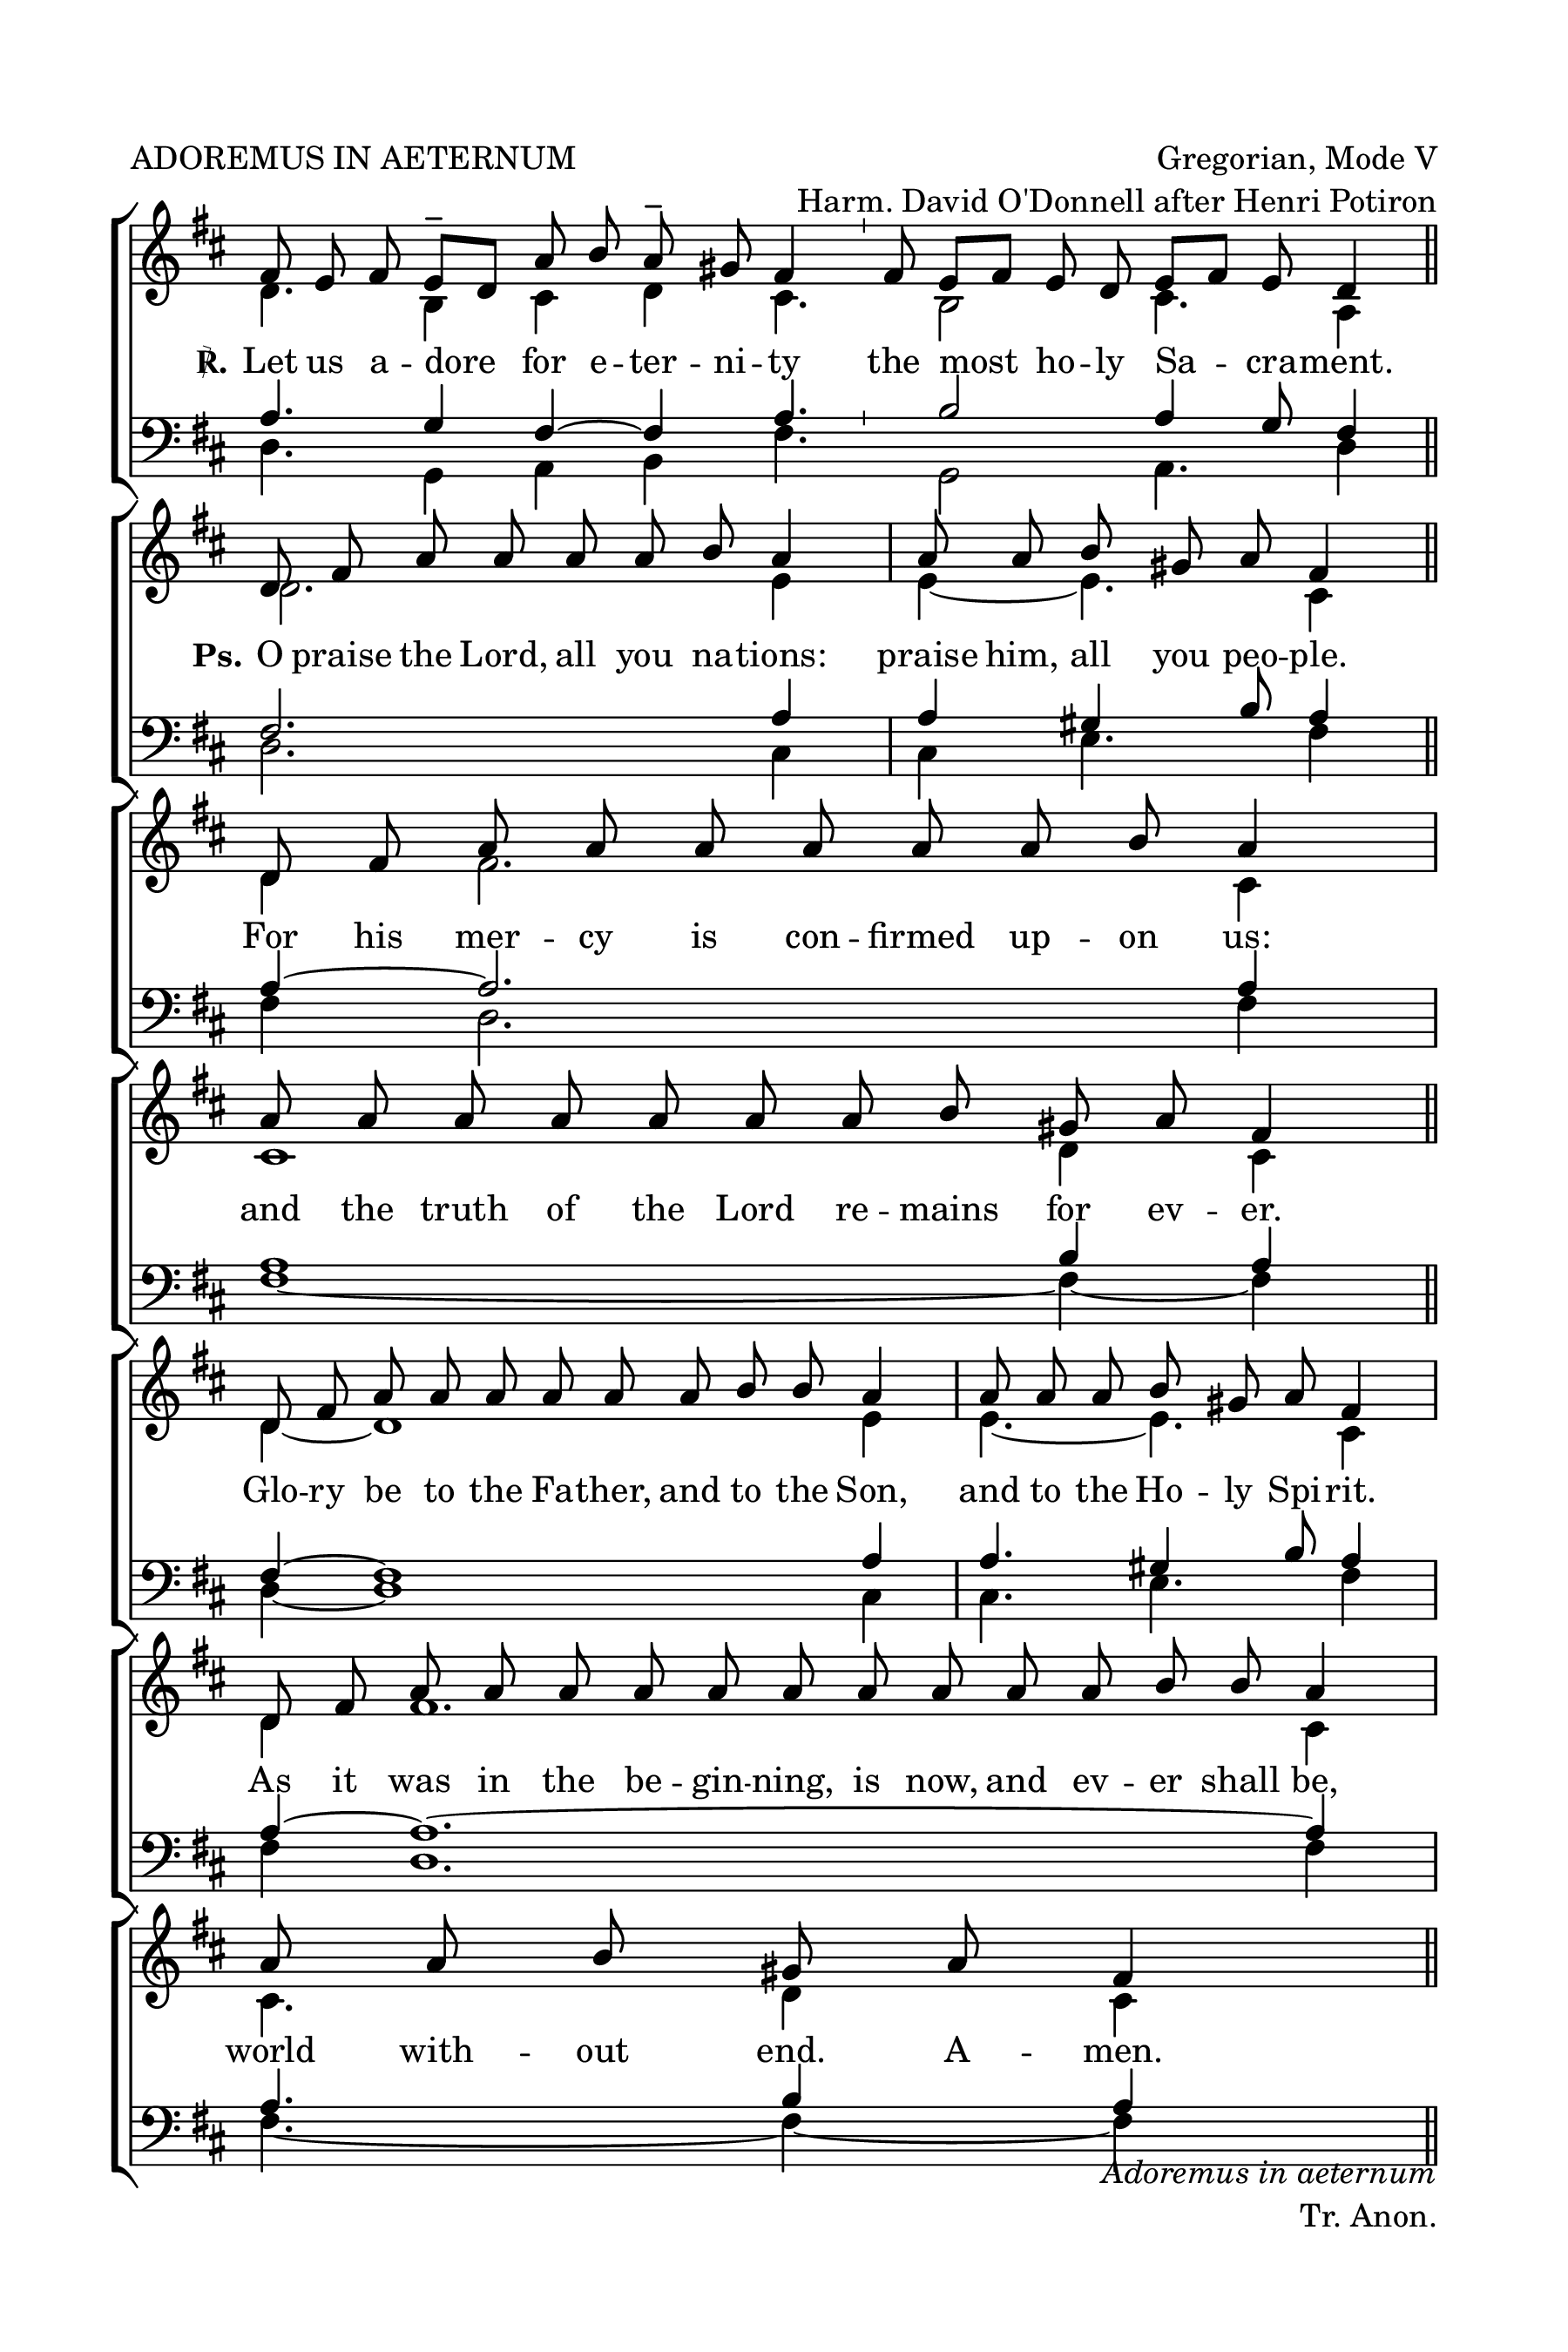 ADOREMUS IN AETERNUM Gregorian, Mode V
Harm. David O'Donnell after Henri Potiron
℟. Let us a -- dore for e -- ter -- ni -- ty the most ho -- ly Sa -- crament.
Ps. O praise the Lord, all you nations: praise him, all you peo -- ple.
For his mer -- cy is con -- firmed up -- on us:
and the truth of the Lord re -- mains for ev -- er.
Glo -- ry be to the Father, and to the Son, and to the Ho -- ly Spirit.
As it was in the be -- gin -- ning, is now, and ev -- er shall be,
world with -- out end. A -- men.
Adoremus in aeternum
Tr. Anon.